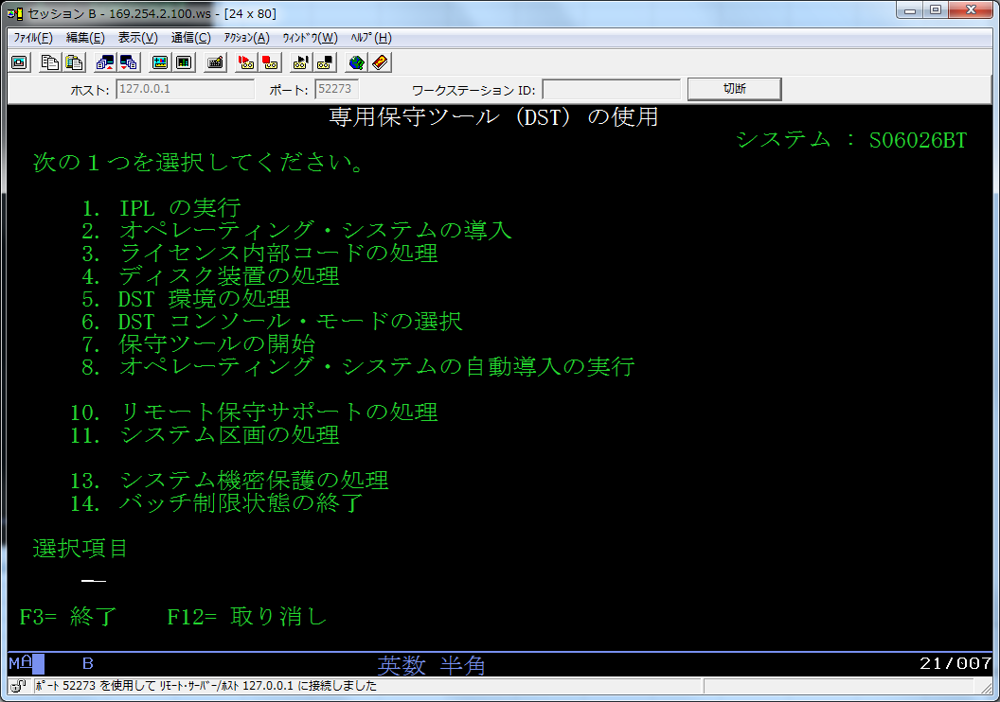 セッション B - 169.254.2.100.ws - [24 x 80]
ﾌｧｲﾙ(F) 編集(E) 表示(V) 通信(C) ｱｸｼｮﾝ(A) ｳｨﾝﾄﾞｳ(W) ﾍﾙﾌﾟ(H)
ホスト: 127.0.0.1 ポート: 52273 ワークステーション ID: 切断
専用保守ツール (DST) の使用
システム : S06026BT
次の１つを選択してください。
1. IPL の実行
2. オペレーティング・システムの導入
3. ライセンス内部コードの処理
4. ディスク装置の処理
5. DST 環境の処理
6. DST コンソール・モードの選択
7. 保守ツールの開始
8. オペレーティング・システムの自動導入の実行
10. リモート保守サポートの処理
11. システム区画の処理
13. システム機密保護の処理
14. バッチ制限状態の終了
選択項目
F3= 終了 F12= 取り消し
MA B 英数 半角 21/007
ﾎﾟｰﾄ 52273 を使用して ﾘﾓｰﾄ･ｻｰﾊﾞｰ/ﾎｽﾄ 127.0.0.1 に接続しました